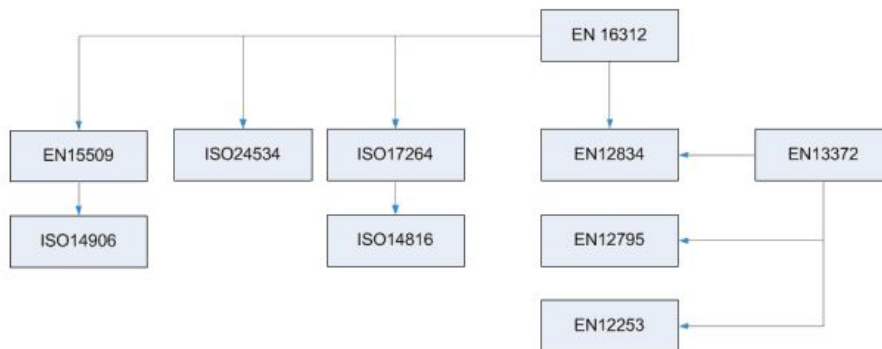 EN 16312
EN15509
ISO24534
ISO17264
EN12834
EN13372
ISO14906
ISO14816
EN12795
EN12253